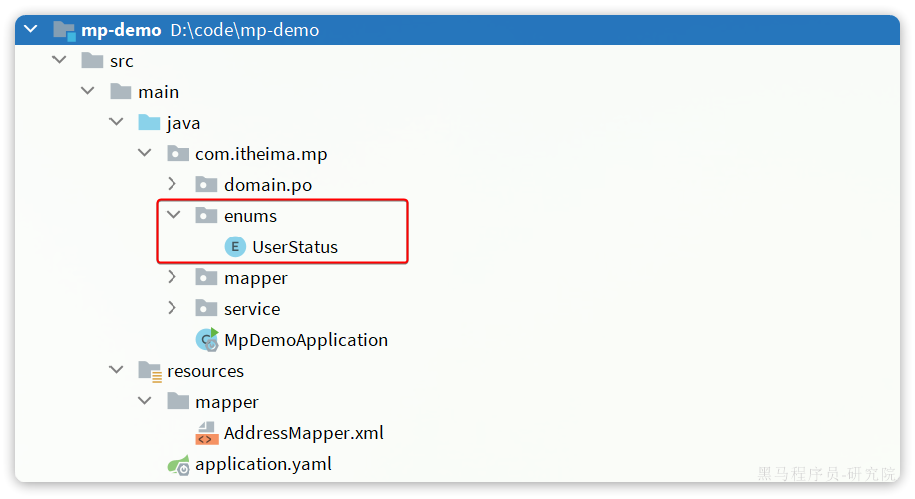 mp-demo D:\code\mp-demo
src
main
java
com.itheima.mp
domain.po
enums
E UserStatus
mapper
service
C MpDemoApplication
resources
mapper
<> AddressMapper.xml
application.yaml
黑马程序员-研究院